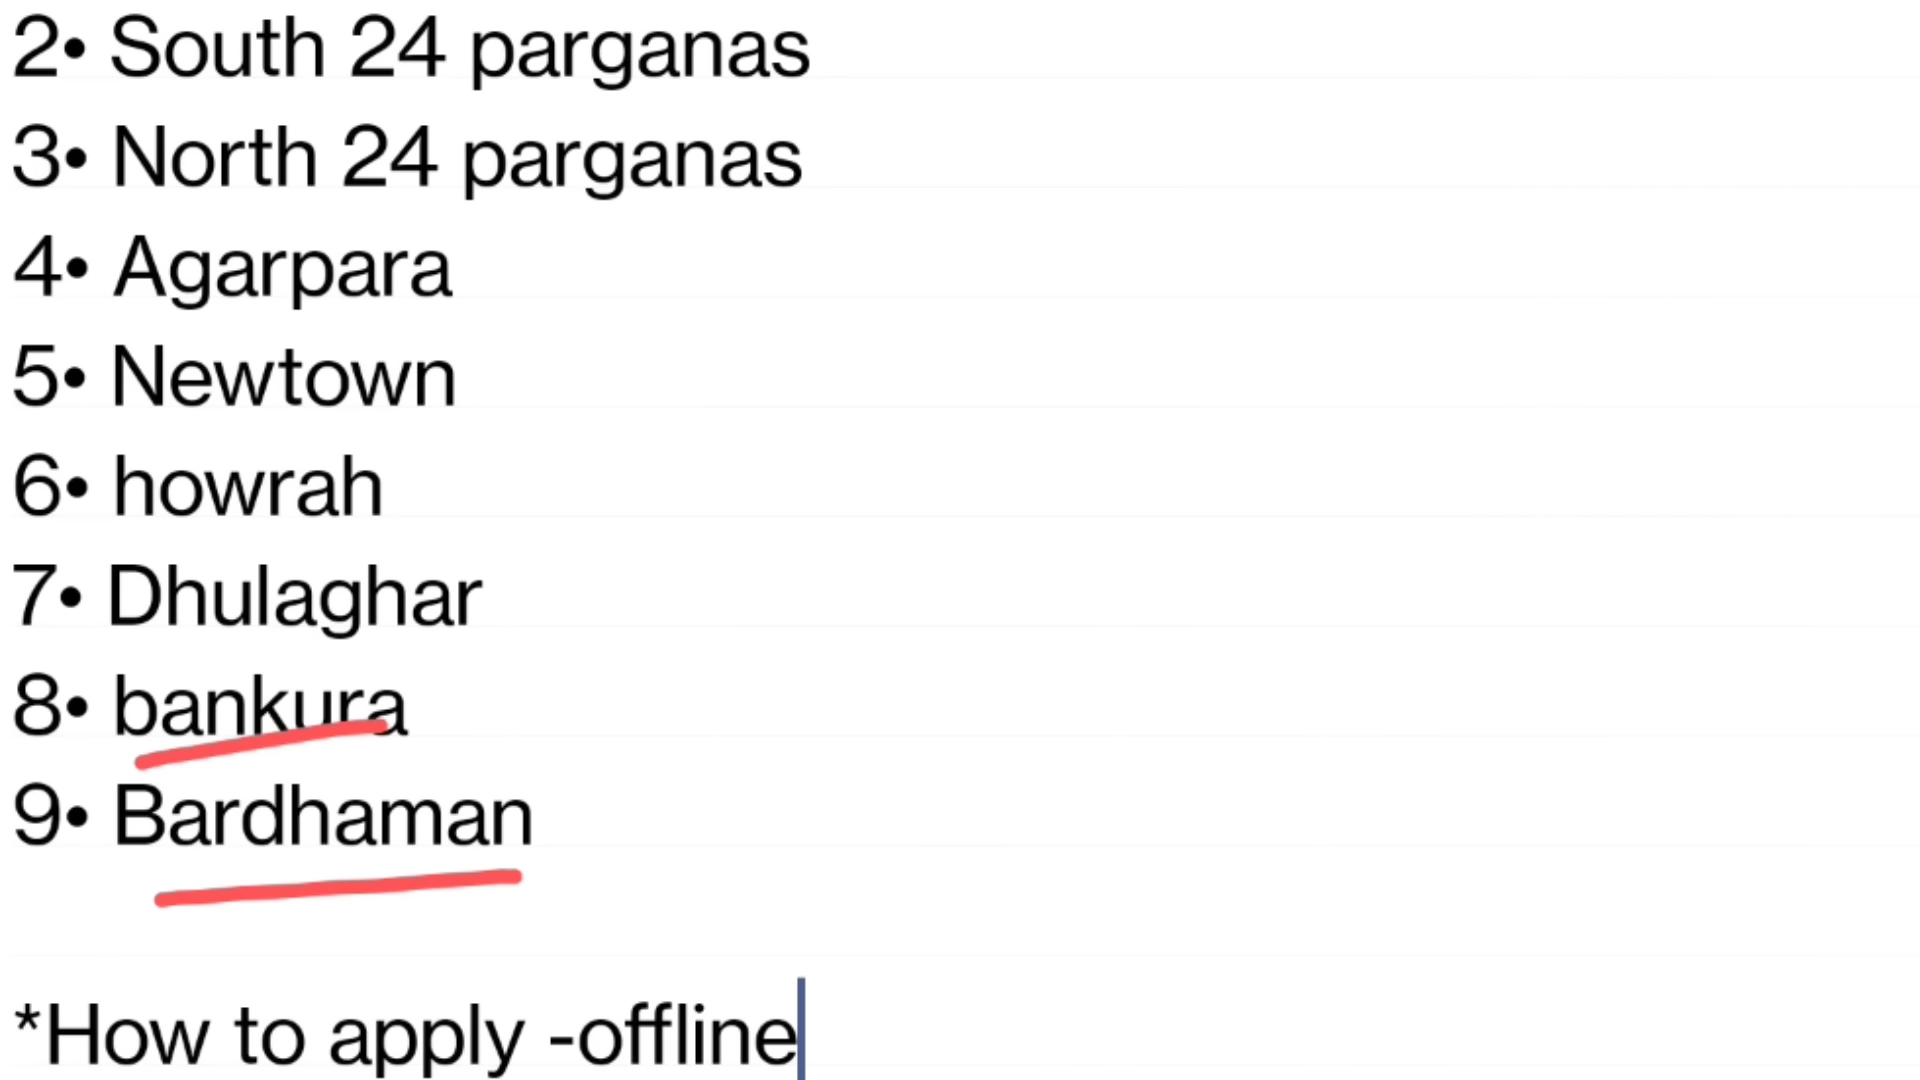 2• South 24 parganas
3• North 24 parganas
4• Agarpara
5• Newtown
6• howrah
7• Dhulaghar
8• bankura
9• Bardhaman
*How to apply -offline